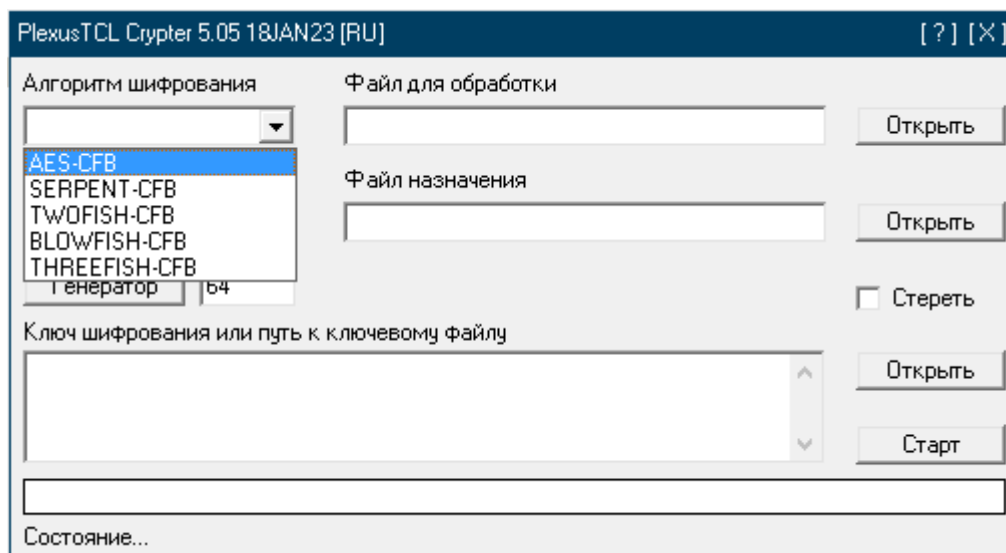 PlexusTCL Crypter 5.05 18JAN23 [RU] [ ? ] [ X ]
Алгоритм шифрования
Файл для обработки
Открыть
AES-CFB
SERPENT-CFB
TWOFISH-CFB
BLOWFISH-CFB
THREEFISH-CFB
Файл назначения
Открыть
Генератор
64
Стереть
Ключ шифрования или путь к ключевому файлу
Открыть
Старт
Состояние...